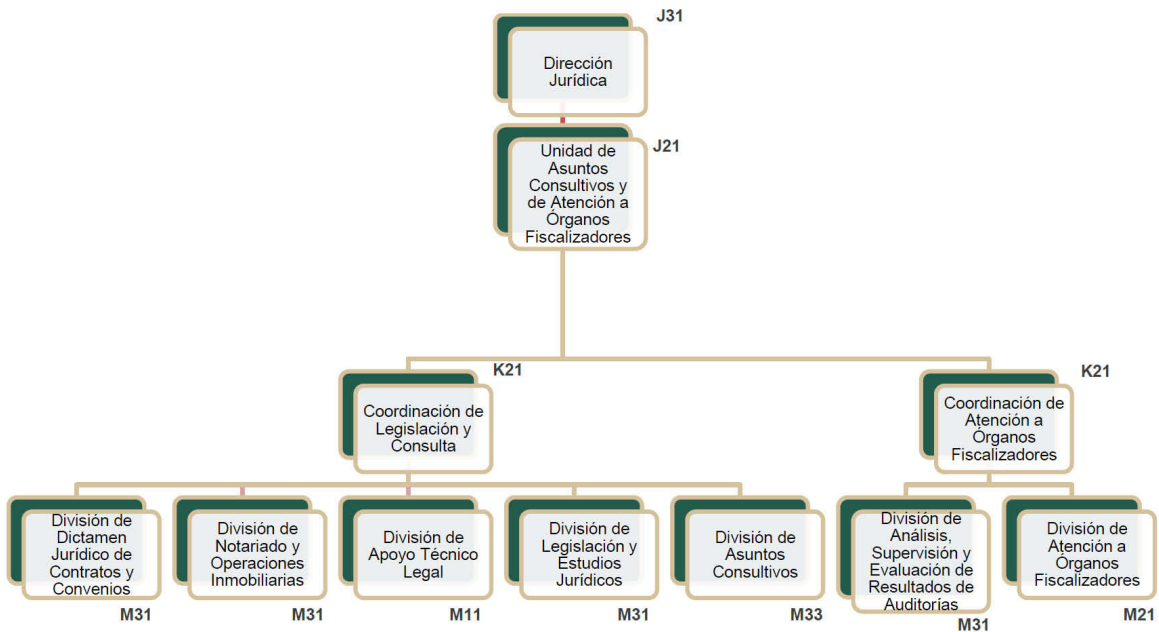 J31
Dirección
Jurídica
J21
Unidad de
Asuntos
Consultivos y
de Atención a
Órganos
Fiscalizadores
K21
Coordinación de
Legislación y
Consulta
K21
Coordinación de
Atención a
Órganos
Fiscalizadores
División de
Dictamen
Jurídico de
Contratos y
Convenios
M31
División de
Notariado y
Operaciones
Inmobiliarias
M31
División de
Apoyo Técnico
Legal
M11
División de
Legislación y
Estudios
Jurídicos
M31
División de
Asuntos
Consultivos
M33
División de
Análisis,
Supervisión y
Evaluación de
Resultados de
Auditorías
M31
División de
Atención a
Órganos
Fiscalizadores
M21